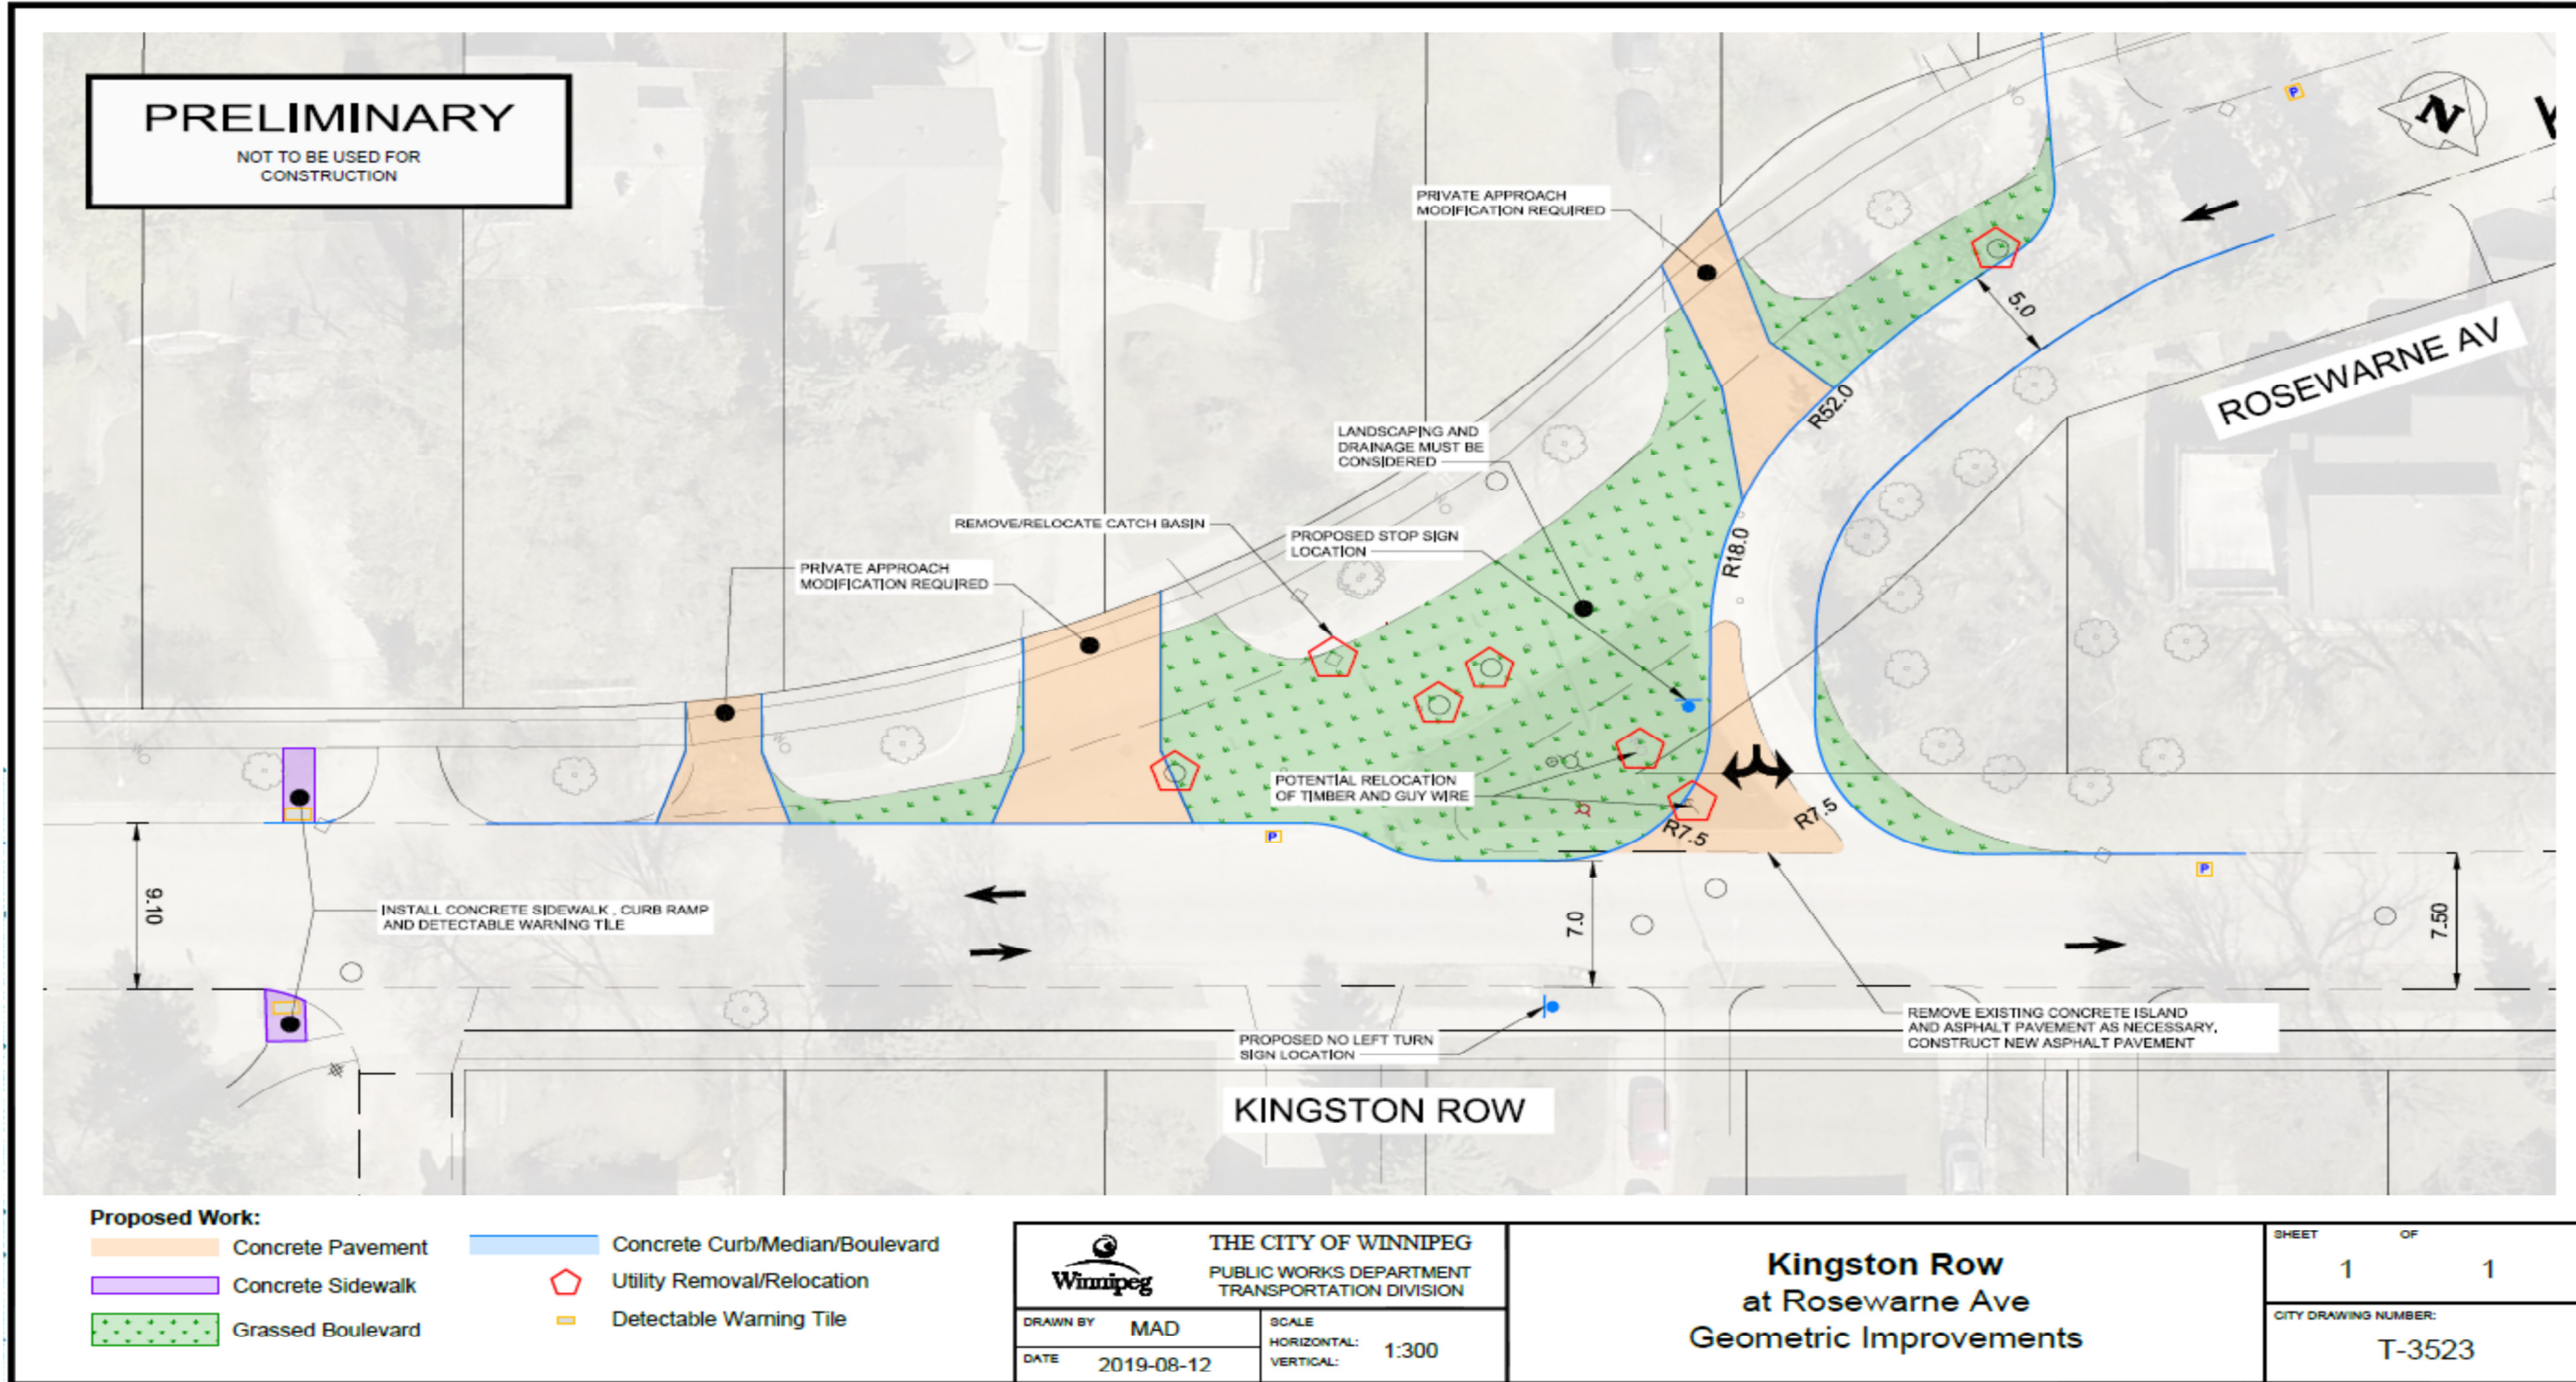 PRELIMINARY
NOT TO BE USED FOR
CONSTRUCTION
N
P
PRIVATE APPROACH
MODIFICATION REQUIRED
5.0
ROSEWARNE AV
R52.0
LANDSCAPING AND
DRAINAGE MUST BE
CONSIDERED
REMOVE/RELOCATE CATCH BASIN
PROPOSED STOP SIGN
LOCATION
R18.0
PRIVATE APPROACH
MODIFICATION REQUIRED
POTENTIAL RELOCATION
OF TIMBER AND GUY WIRE
R7.5
R7.5
P
P
9.10
INSTALL CONCRETE SIDEWALK , CURB RAMP
AND DETECTABLE WARNING TILE
7.0
7.50
REMOVE EXISTING CONCRETE ISLAND
AND ASPHALT PAVEMENT AS NECESSARY,
CONSTRUCT NEW ASPHALT PAVEMENT
PROPOSED NO LEFT TURN
SIGN LOCATION
KINGSTON ROW
Proposed Work:
Concrete Pavement
Concrete Sidewalk
Grassed Boulevard
Concrete Curb/Median/Boulevard
Utility Removal/Relocation
Detectable Warning Tile
Winnipeg
THE CITY OF WINNIPEG
PUBLIC WORKS DEPARTMENT
TRANSPORTATION DIVISION
DRAWN BY MAD
DATE 2019-08-12
SCALE
HORIZONTAL: 1:300
VERTICAL:
Kingston Row
at Rosewarne Ave
Geometric Improvements
SHEET OF
1 1
CITY DRAWING NUMBER:
T-3523